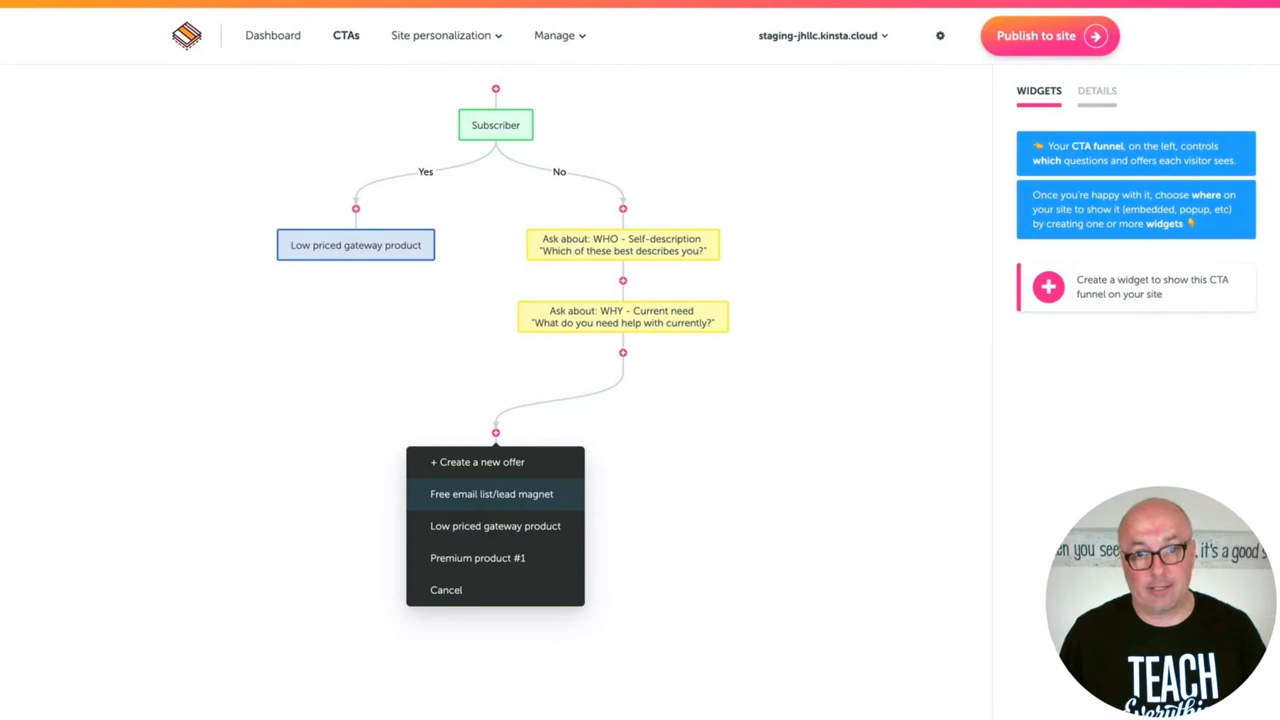 Dashboard
CTAs
Site personalization
Manage
staging-jhllc.kinsta.cloud
Publish to site
Subscriber
Yes
No
Low priced gateway product
Ask about: WHO - Self-description
"Which of these best describes you?"
Ask about: WHY - Current need
"What do you need help with currently?"
+ Create a new offer
Free email list/lead magnet
Low priced gateway product
Premium product #1
Cancel
WIDGETS
DETAILS
Your CTA funnel, on the left, controls
which questions and offers each visitor sees.
Once you're happy with it, choose where on
your site to show it (embedded, popup, etc)
by creating one or more widgets
Create a widget to show this CTA
funnel on your site
you see
it's a good
TEACH
Everything